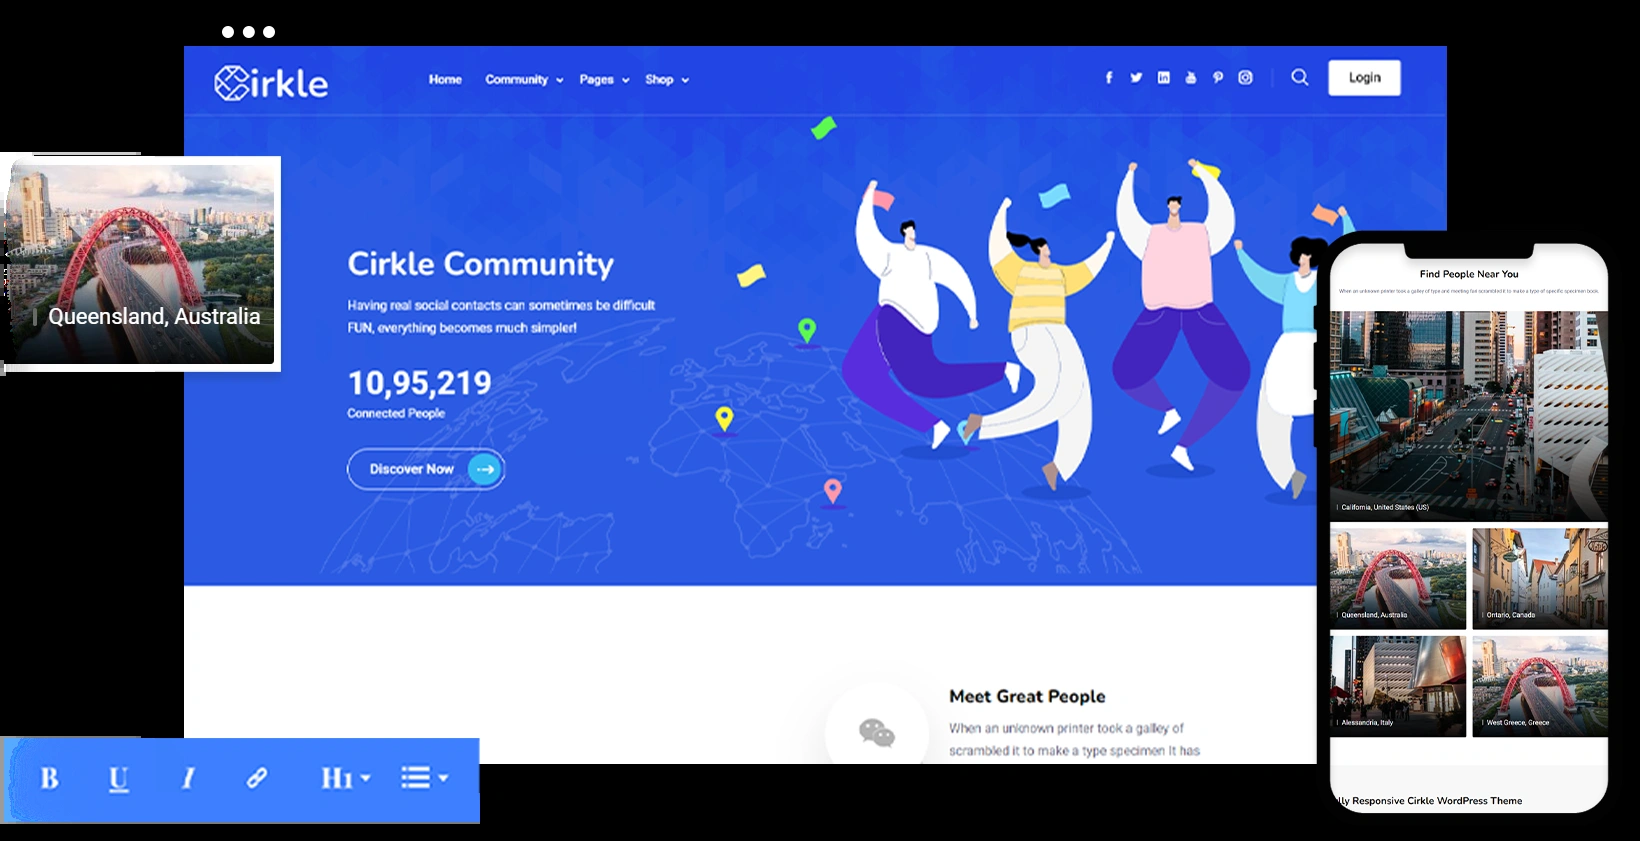 Cirkle
Home Community Pages Shop
Login
Queensland, Australia
Cirkle Community
Having real social contacts can sometimes be difficult
FUN, everything becomes much simpler!
10,95,219
Connected People
Discover Now
Meet Great People
When an unknown printer took a galley of
scrambled it to make a type specimen It has
B U I H1
Find People Near You
When an unknown printer took a galley of type and meeting fun scrambled it to make a type of specific specimen book.
California, United States (US)
Queensland, Australia
Ontario, Canada
Alessandria, Italy
West Greece, Greece
lly Responsive Cirkle WordPress Theme